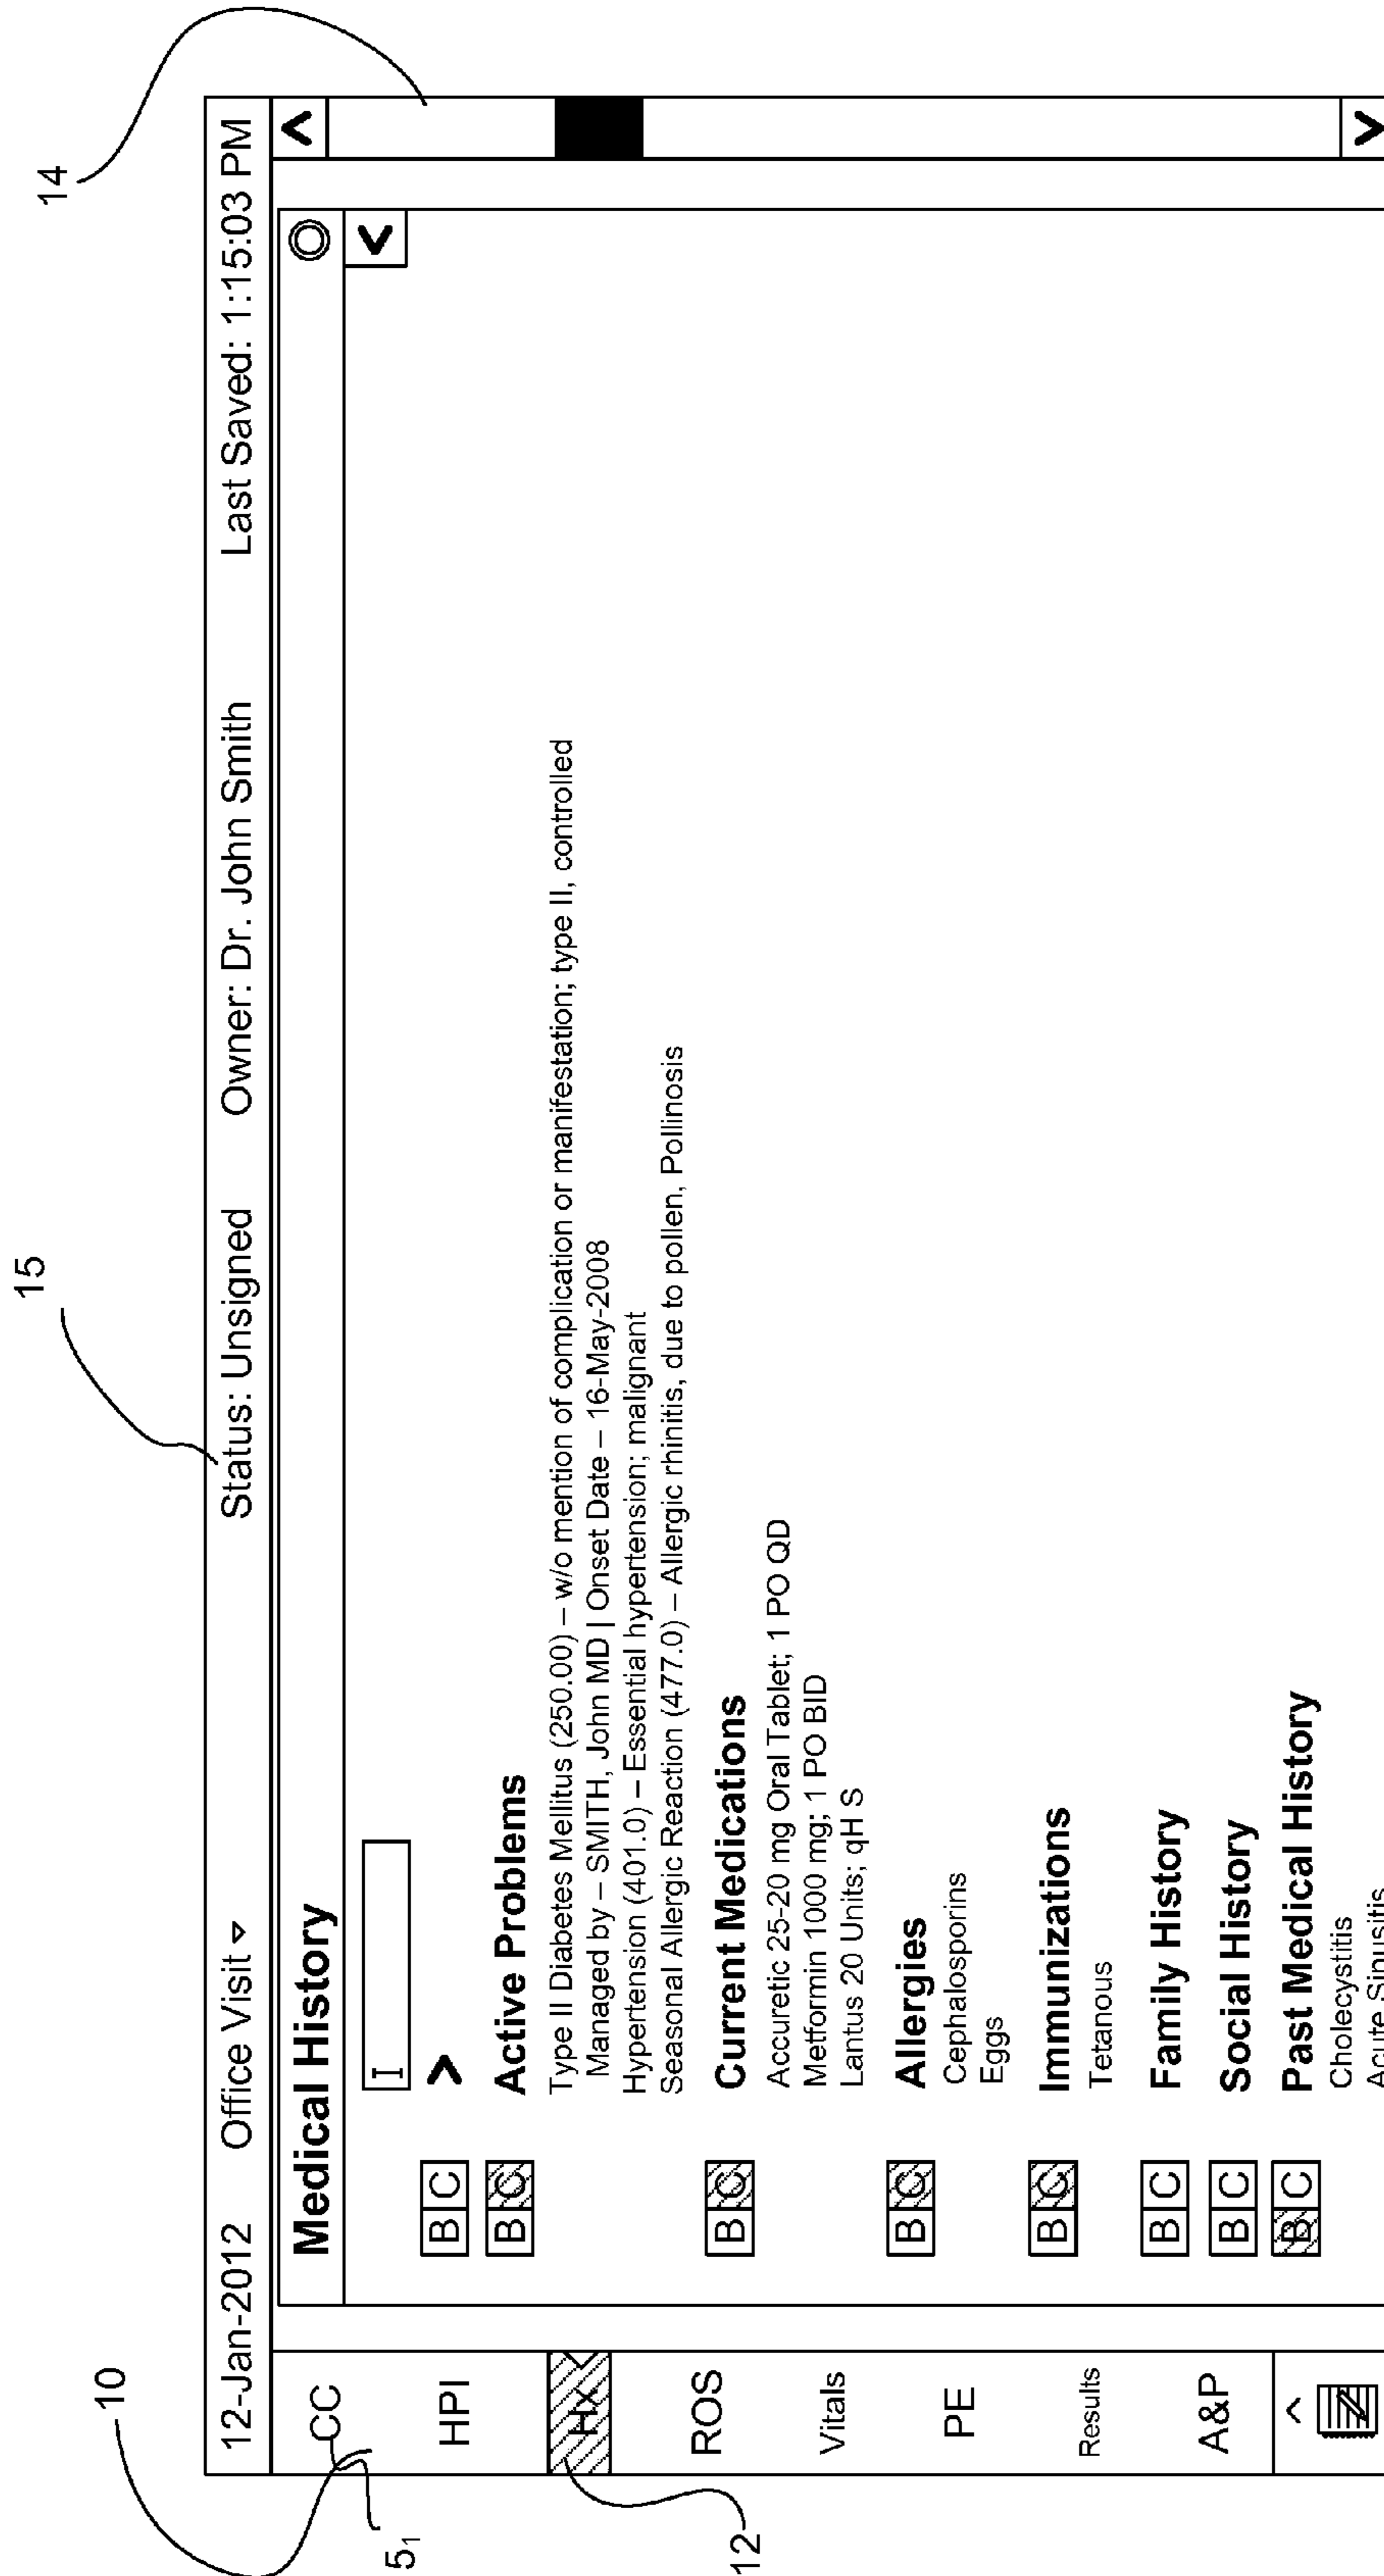 14
15
10
12-Jan-2012 Office Visit Status: Unsigned Owner: Dr. John Smith Last Saved: 1:15:03 PM
CC
HPI
Hx
ROS
Vitals
PE
Results
A&P
5₁
12
Medical History
B C
B C Active Problems
Type II Diabetes Mellitus (250.00) – w/o mention of complication or manifestation; type II, controlled
Managed by – SMITH, John MD | Onset Date – 16-May-2008
Hypertension (401.0) – Essential hypertension; malignant
Seasonal Allergic Reaction (477.0) – Allergic rhinitis, due to pollen, Pollinosis
B C Current Medications
Accuretic 25-20 mg Oral Tablet; 1 PO QD
Metformin 1000 mg; 1 PO BID
Lantus 20 Units; qH S
B C Allergies
Cephalosporins
Eggs
B C Immunizations
Tetanous
B C Family History
B C Social History
B C Past Medical History
Cholecystitis
Acute Sinusitis